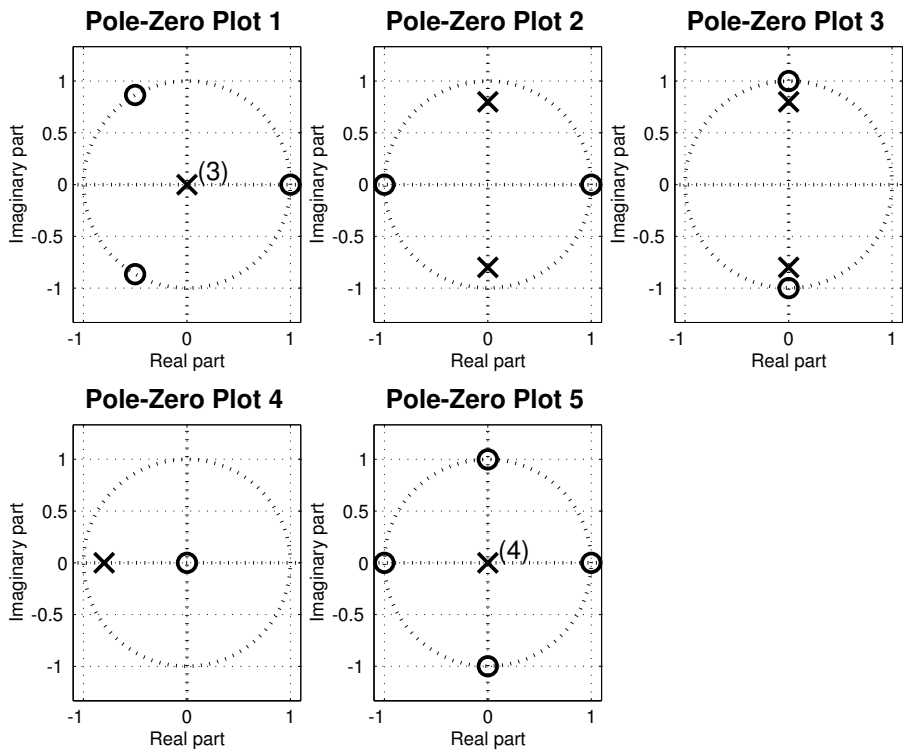 Pole-Zero Plot 1
1
0.5
0
-0.5
-1
Imaginary part
(3)
-1 0 1
Real part
Pole-Zero Plot 2
1
0.5
0
-0.5
-1
Imaginary part
-1 0 1
Real part
Pole-Zero Plot 3
1
0.5
0
-0.5
-1
Imaginary part
-1 0 1
Real part
Pole-Zero Plot 4
1
0.5
0
-0.5
-1
Imaginary part
-1 0 1
Real part
Pole-Zero Plot 5
1
0.5
0
-0.5
-1
Imaginary part
(4)
-1 0 1
Real part